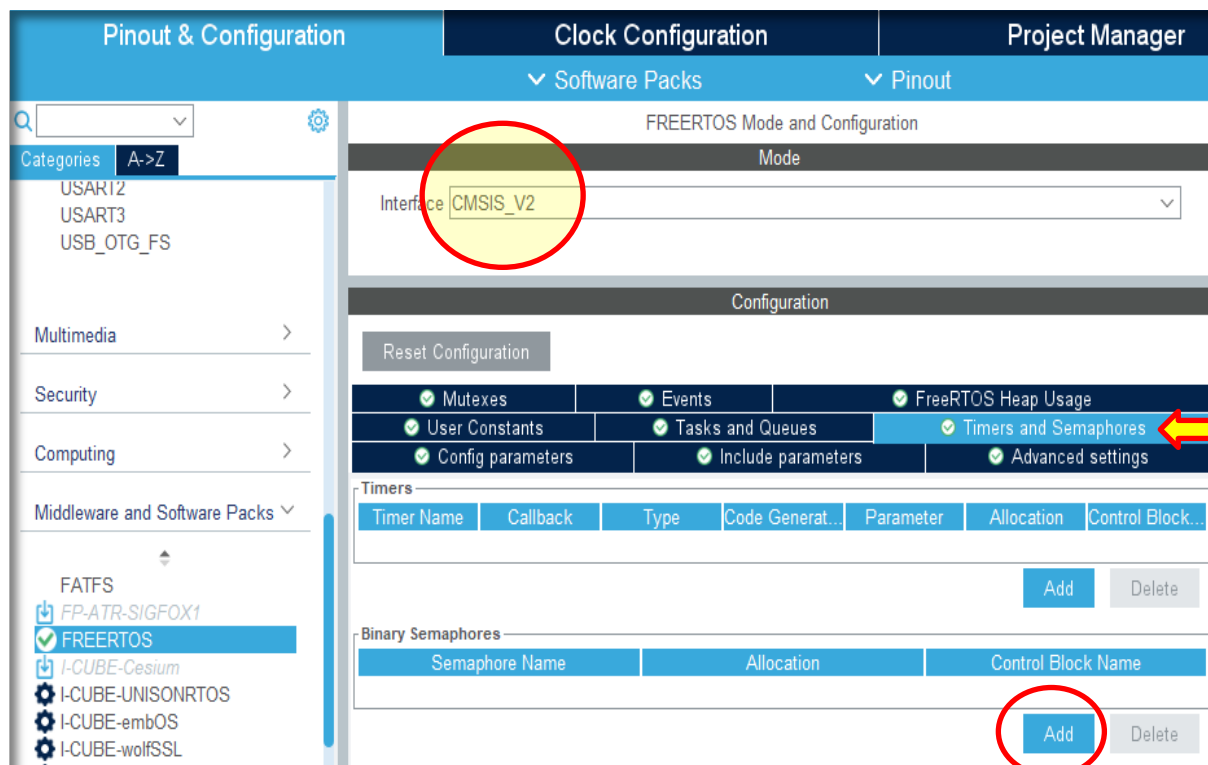 Pinout & Configuration Clock Configuration Project Manager
Software Packs Pinout
FREERTOS Mode and Configuration
Categories A->Z
Mode
USART2
USART3
USB_OTG_FS
Interface CMSIS_V2
Configuration
Multimedia
Security
Computing
Middleware and Software Packs
FATFS
FP-ATR-SIGFOX1
FREERTOS
I-CUBE-Cesium
I-CUBE-UNISONRTOS
I-CUBE-embOS
I-CUBE-wolfSSL
Reset Configuration
Mutexes Events FreeRTOS Heap Usage
User Constants Tasks and Queues Timers and Semaphores
Config parameters Include parameters Advanced settings
Timers
Timer Name Callback Type Code Generat... Parameter Allocation Control Block...
Add Delete
Binary Semaphores
Semaphore Name Allocation Control Block Name
Add Delete